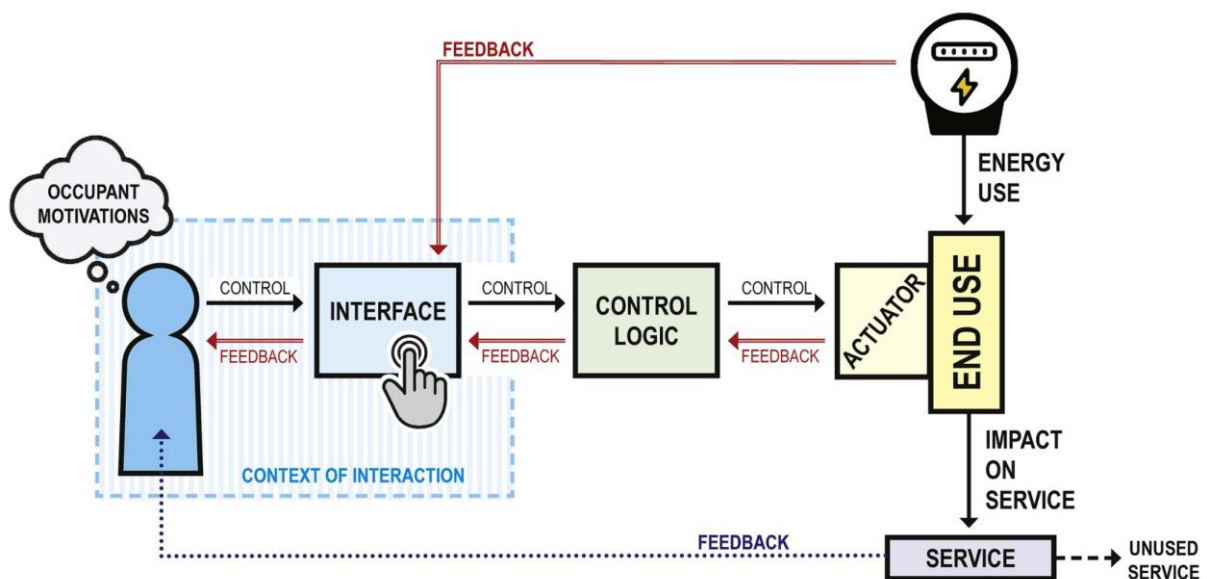 FEEDBACK
ENERGY
USE
OCCUPANT
MOTIVATIONS
CONTROL
FEEDBACK
INTERFACE
CONTROL
FEEDBACK
CONTROL
LOGIC
CONTROL
FEEDBACK
ACTUATOR
END USE
CONTEXT OF INTERACTION
IMPACT
ON
SERVICE
FEEDBACK
SERVICE
UNUSED
SERVICE